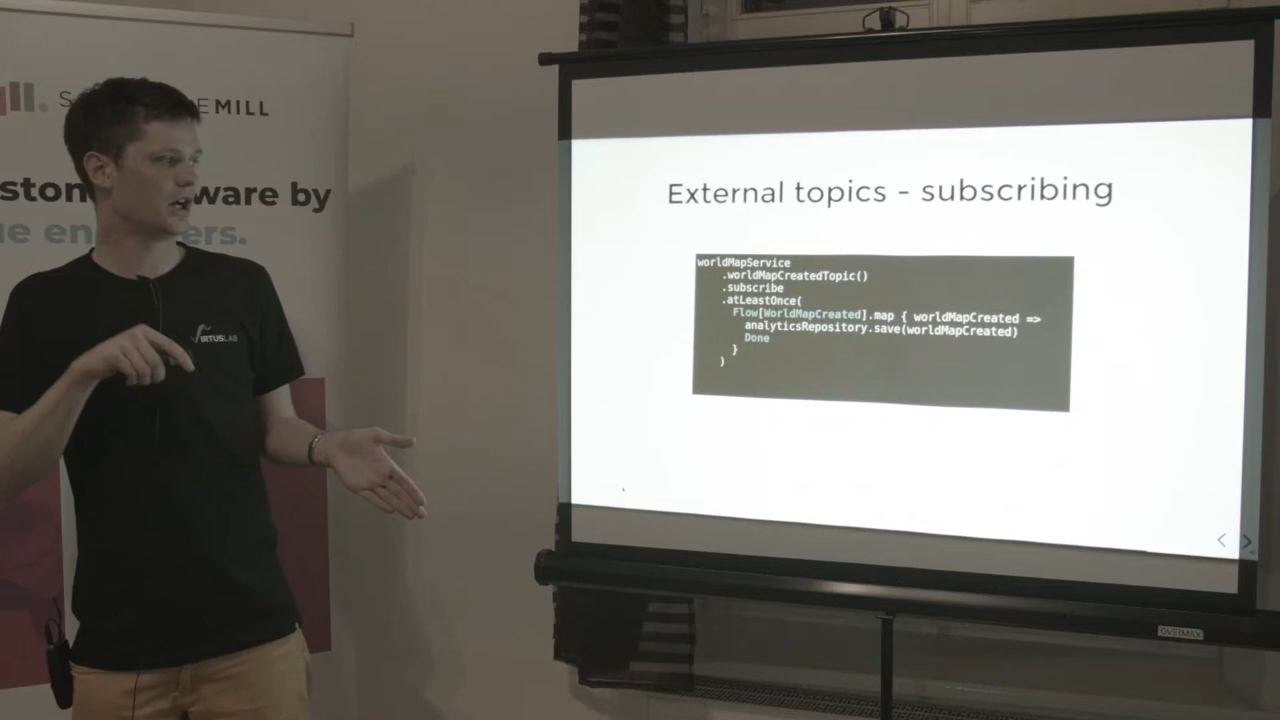 MILL
ware by
VIRTUSLAB
External topics - subscribing
worldMapService
.worldMapCreatedTopic()
.subscribe
.atLeastOnce(
Flow[WorldMapCreated].map { worldMapCreated =>
analyticsRepository.save(worldMapCreated)
Done
}
)
< >
OVERMAX